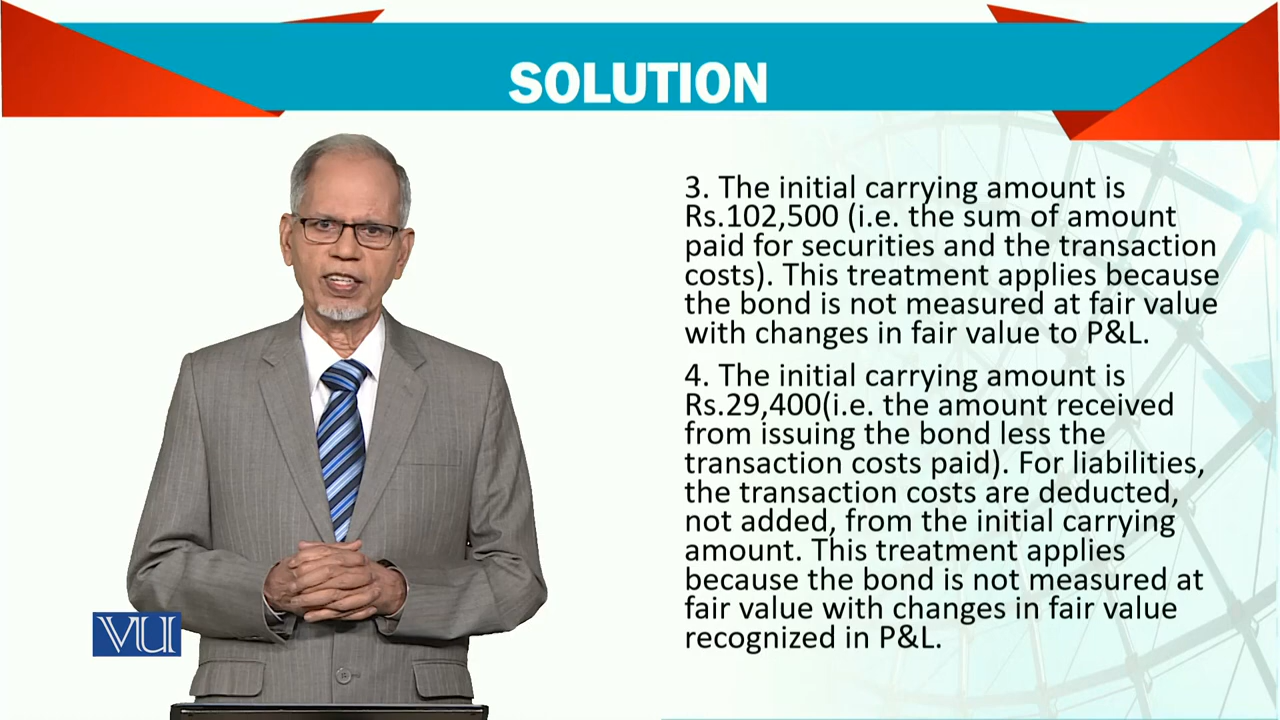 SOLUTION
3. The initial carrying amount is
Rs.102,500 (i.e. the sum of amount
paid for securities and the transaction
costs). This treatment applies because
the bond is not measured at fair value
with changes in fair value to P&L.
4. The initial carrying amount is
Rs.29,400(i.e. the amount received
from issuing the bond less the
transaction costs paid). For liabilities,
the transaction costs are deducted,
not added, from the initial carrying
amount. This treatment applies
because the bond is not measured at
fair value with changes in fair value
recognized in P&L.
VU